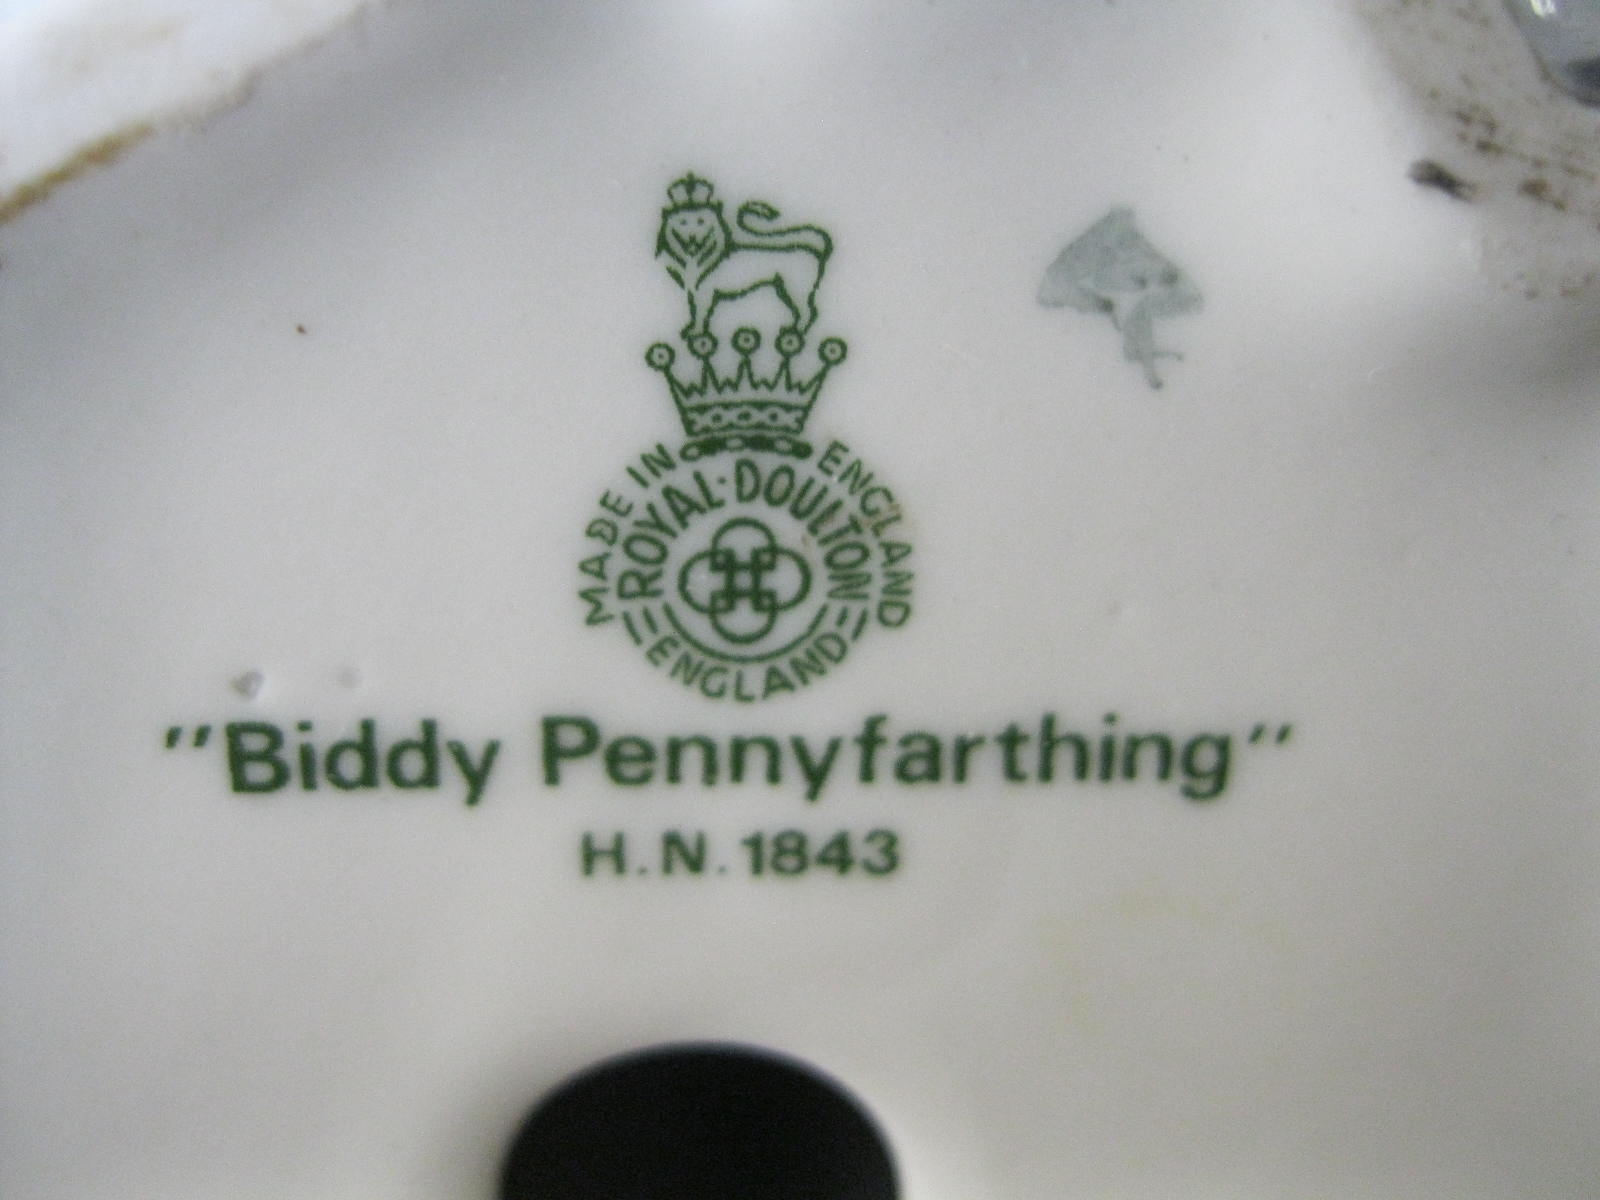 MADE IN ENGLAND
ROYAL·DOULTON
ENGLAND
"Biddy Pennyfarthing"
H.N. 1843